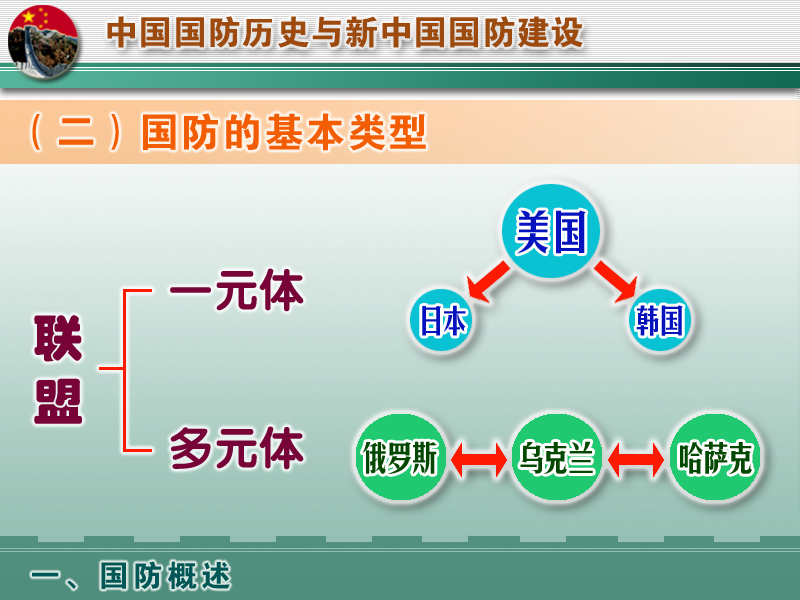 中国国防历史与新中国国防建设
（二）国防的基本类型
美国
日本
韩国
联盟
一元体
多元体
俄罗斯
乌克兰
哈萨克
一、国防概述